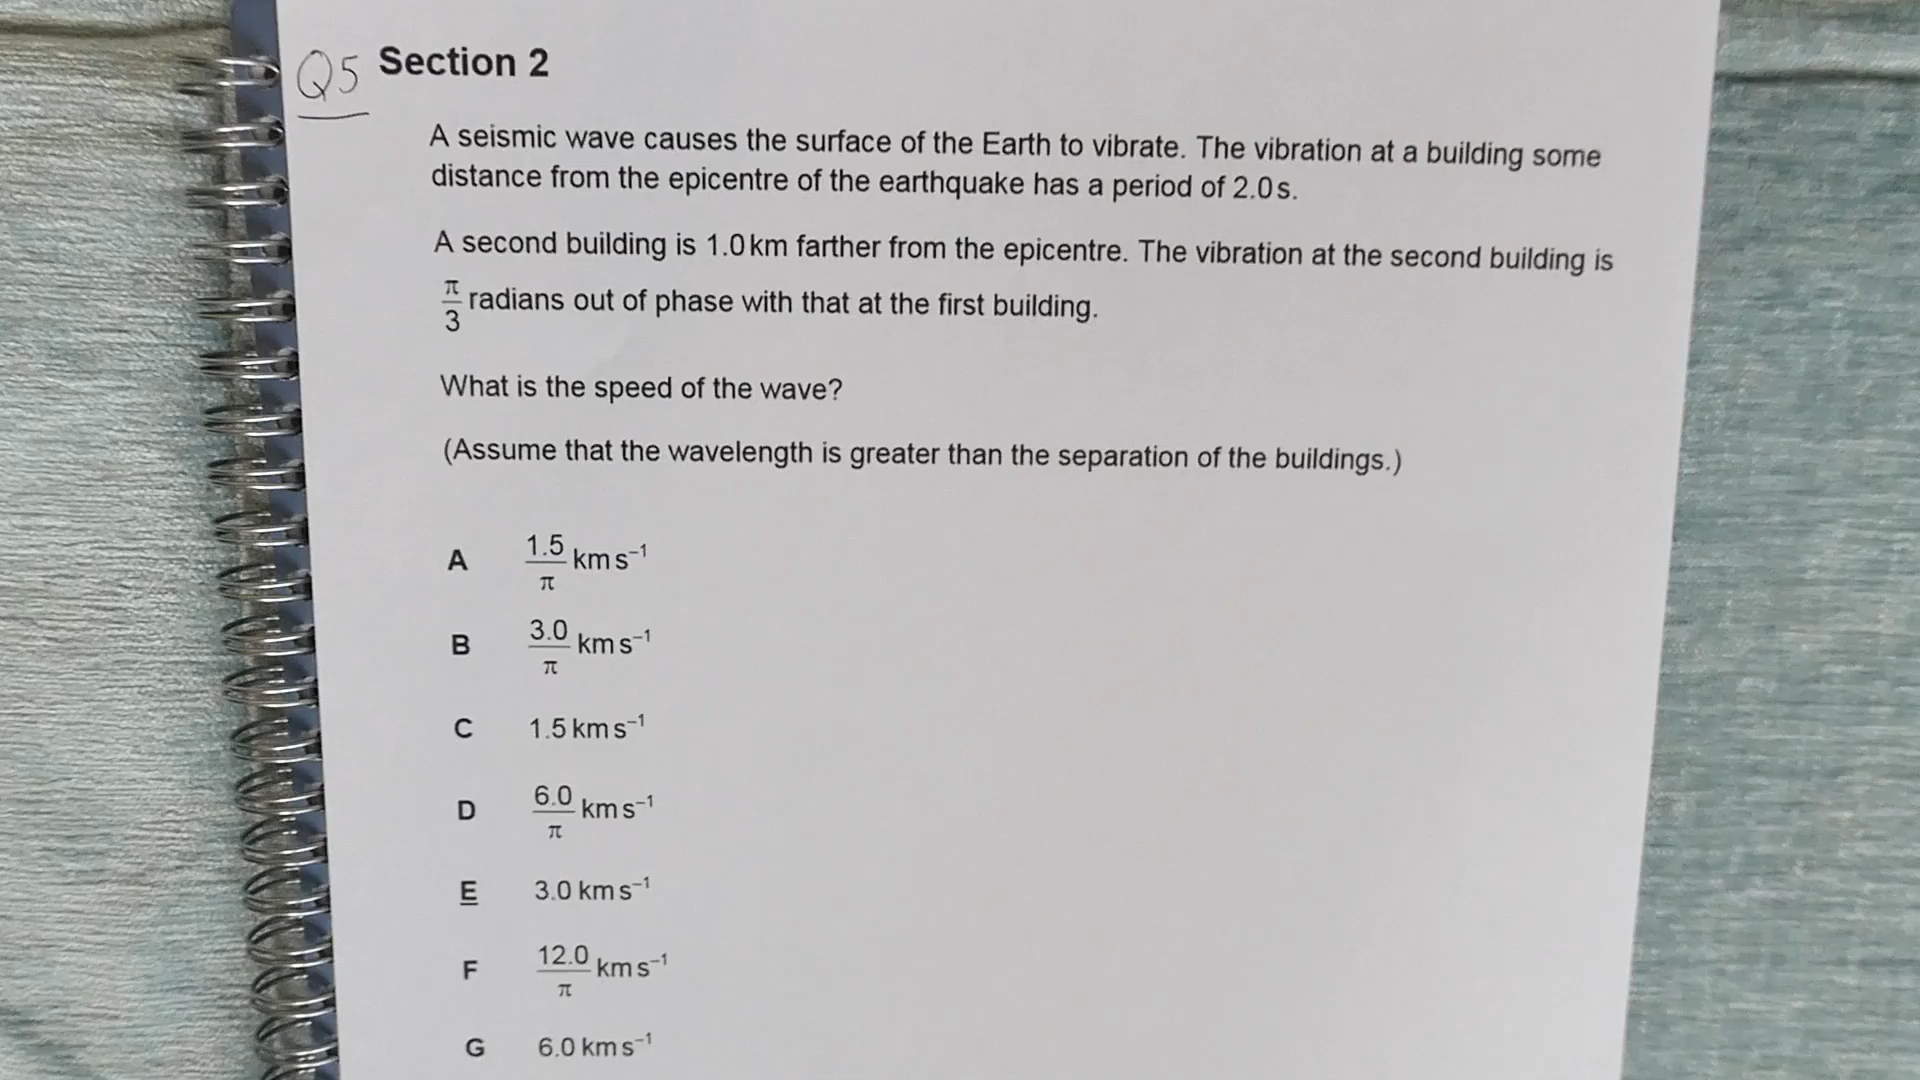 Q5 Section 2
A seismic wave causes the surface of the Earth to vibrate. The vibration at a building some
distance from the epicentre of the earthquake has a period of 2.0 s.
A second building is 1.0 km farther from the epicentre. The vibration at the second building is
π/3 radians out of phase with that at the first building.
What is the speed of the wave?
(Assume that the wavelength is greater than the separation of the buildings.)
A 1.5/π km s⁻¹
B 3.0/π km s⁻¹
C 1.5 km s⁻¹
D 6.0/π km s⁻¹
E 3.0 km s⁻¹
F 12.0/π km s⁻¹
G 6.0 km s⁻¹